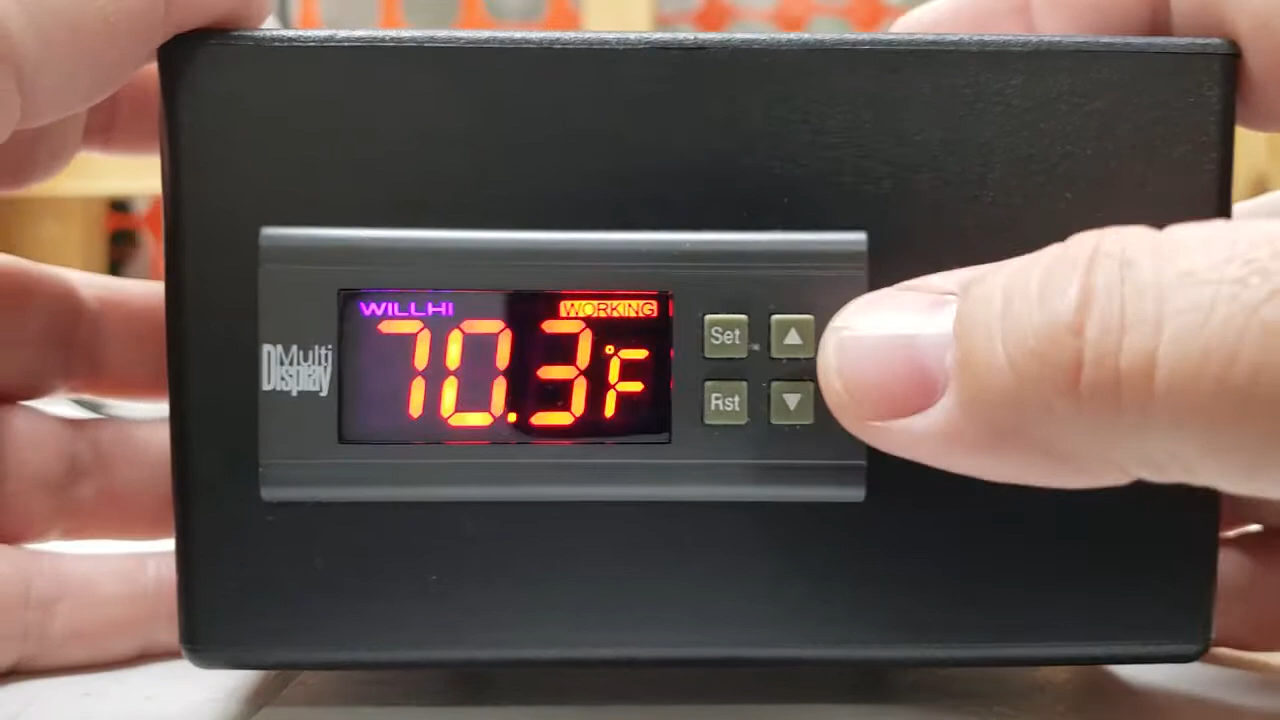 WILLHI
WORKING
Multi
Display
70.3°F
Set
▲
Rst
▼